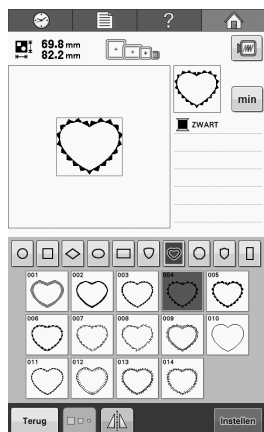 ?
69.8 mm
82.2 mm
min
ZWART
001 002 003 004 005
006 007 008 009 010
011 012 013 014
Terug Instellen